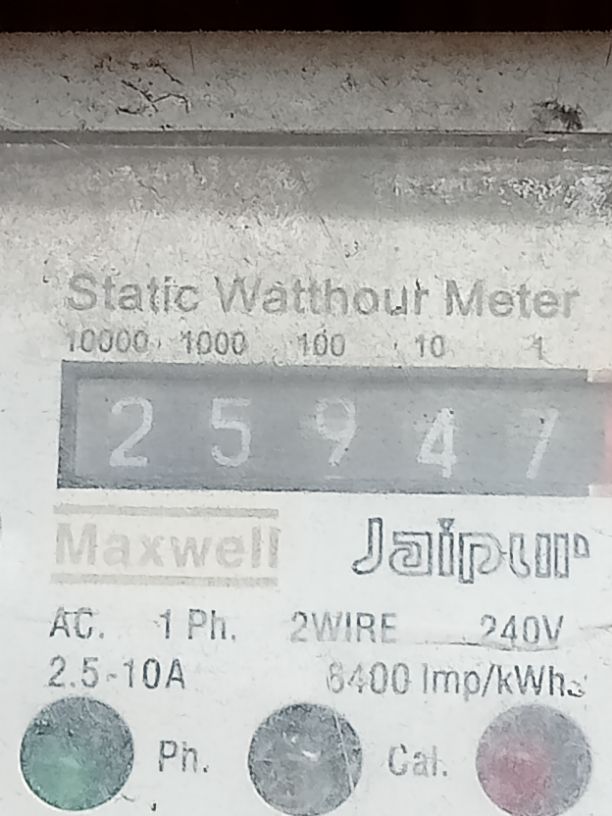 Static Watthour Meter
10000 1000 100 10 1
2 5 9 4 7
Maxwell Jaipur
AC. 1 Ph. 2WIRE 240V
2.5-10A 6400 Imp/kWh
Ph. Cal.